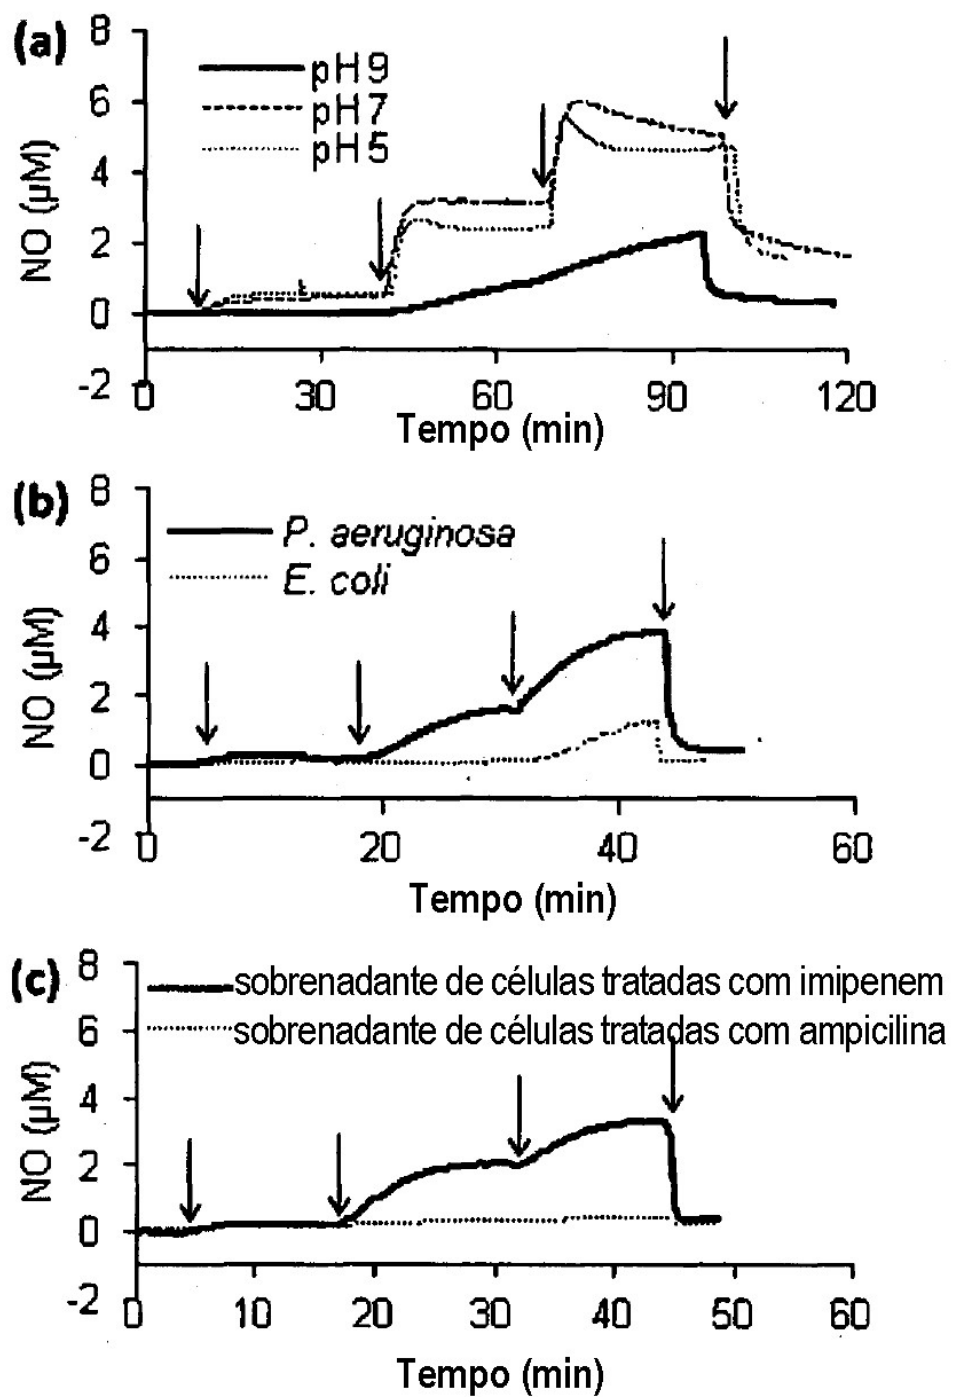 (a)
8
6
4
2
0
-2
NO (µM)
pH9
pH7
pH5
0 30 60 90 120
Tempo (min)
(b)
8
6
4
2
0
-2
NO (µM)
P. aeruginosa
E. coli
0 20 40 60
Tempo (min)
(c)
8
6
4
2
0
-2
NO (µM)
sobrenadante de células tratadas com imipenem
sobrenadante de células tratadas com ampicilina
0 10 20 30 40 50 60
Tempo (min)